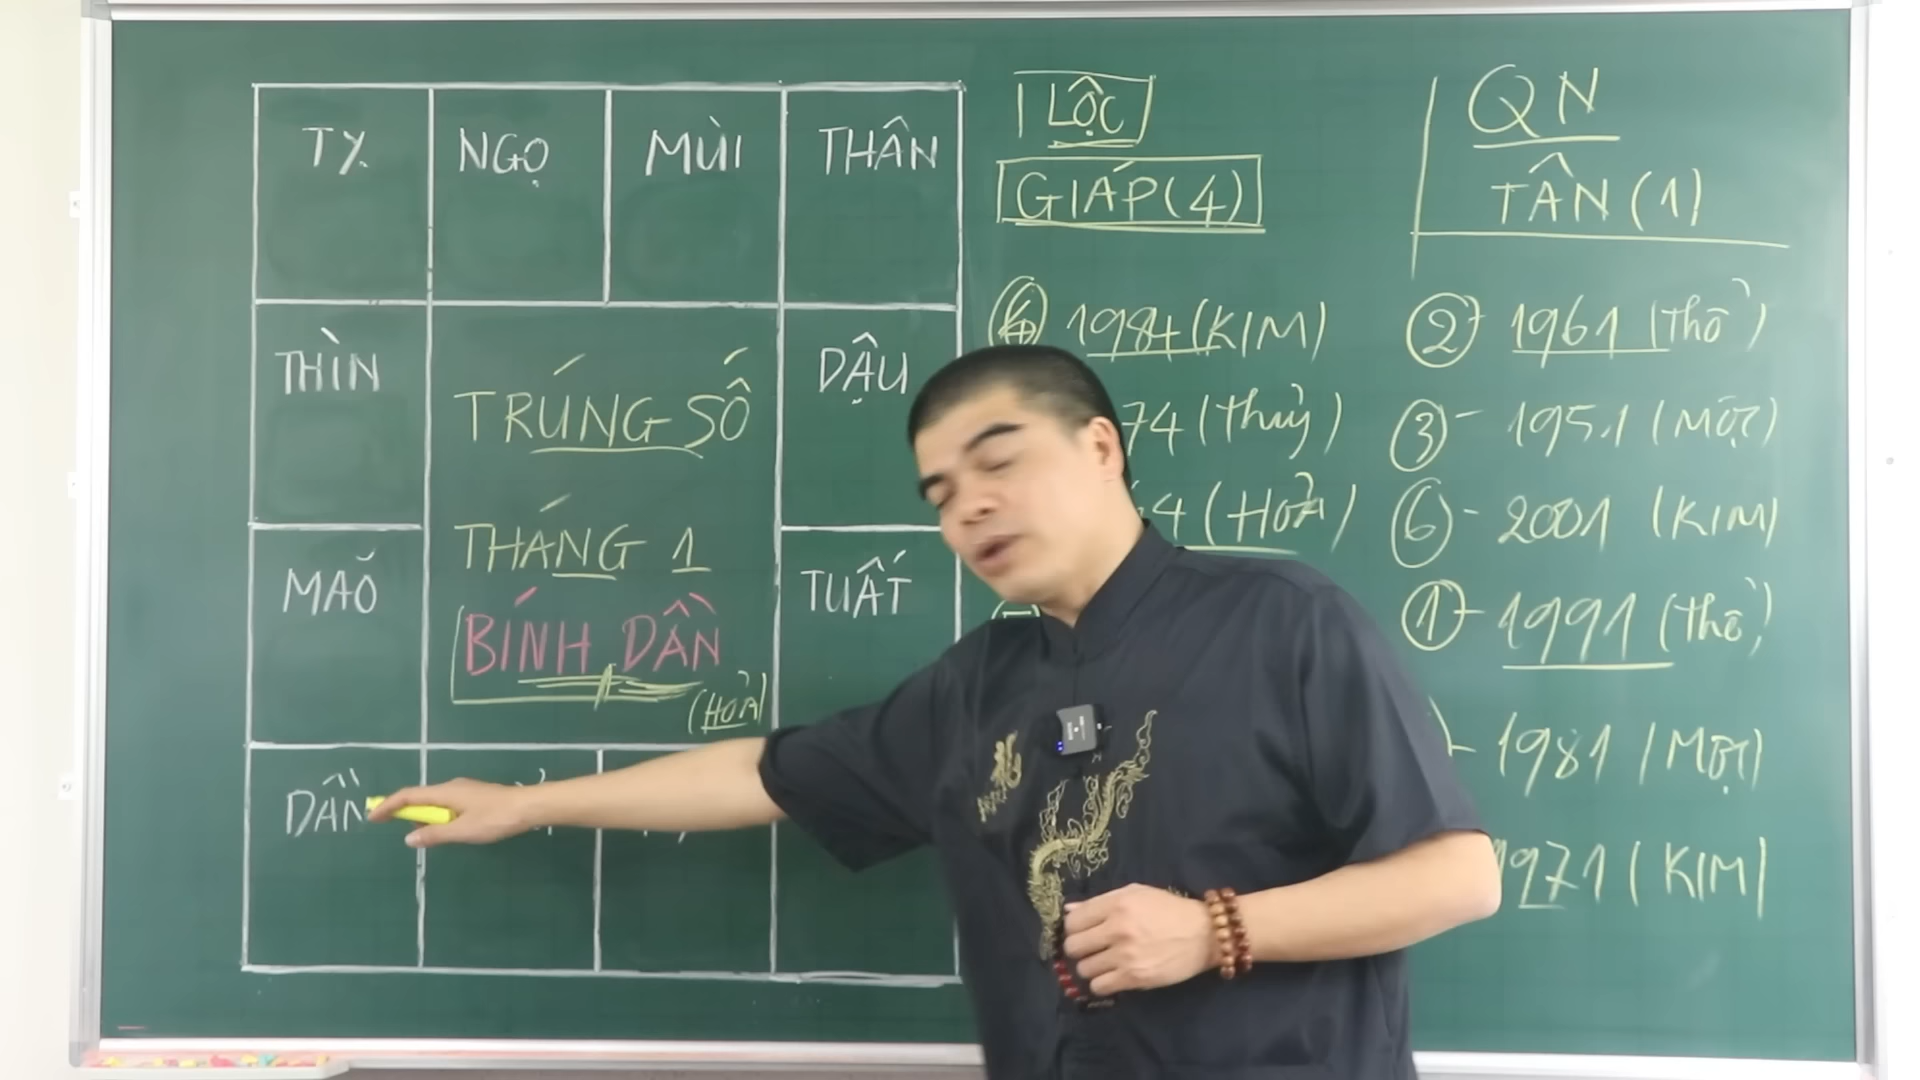 TỴ
NGỌ
MÙI
THÂN
THÌN
DẬU
MAÕ
TUẤT
DẦN
TRÚNG SỐ
THÁNG 1
BÍNH DẦN
(HỎA)
LỘC
GIÁP (4)
1984 (KIM)
74 (Thủy)
4 (HỎA)
QN
TÂN (1)
② - 1961 (Thổ)
③ - 1951 (MỘC)
⑥ - 2001 (KIM)
① - 1991 (Thổ)
- 1981 (MỘC)
1971 (KIM)